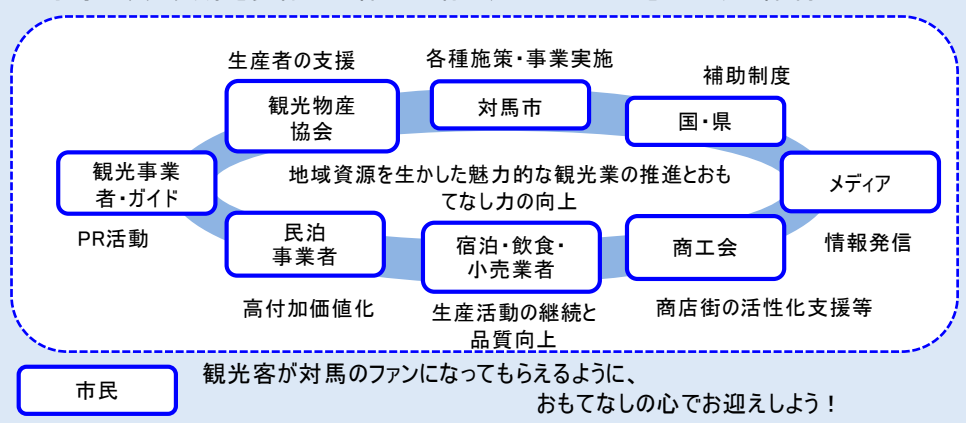 生産者の支援
各種施策・事業実施
補助制度
観光物産
協会
対馬市
国・県
観光事業
者・ガイド
地域資源を生かした魅力的な観光業の推進とおも
てなし力の向上
メディア
PR活動
民泊
事業者
宿泊・飲食・
小売業者
商工会
情報発信
高付加価値化
生産活動の継続と
品質向上
商店街の活性化支援等
市民
観光客が対馬のファンになってもらえるように、
おもてなしの心でお迎えしよう！